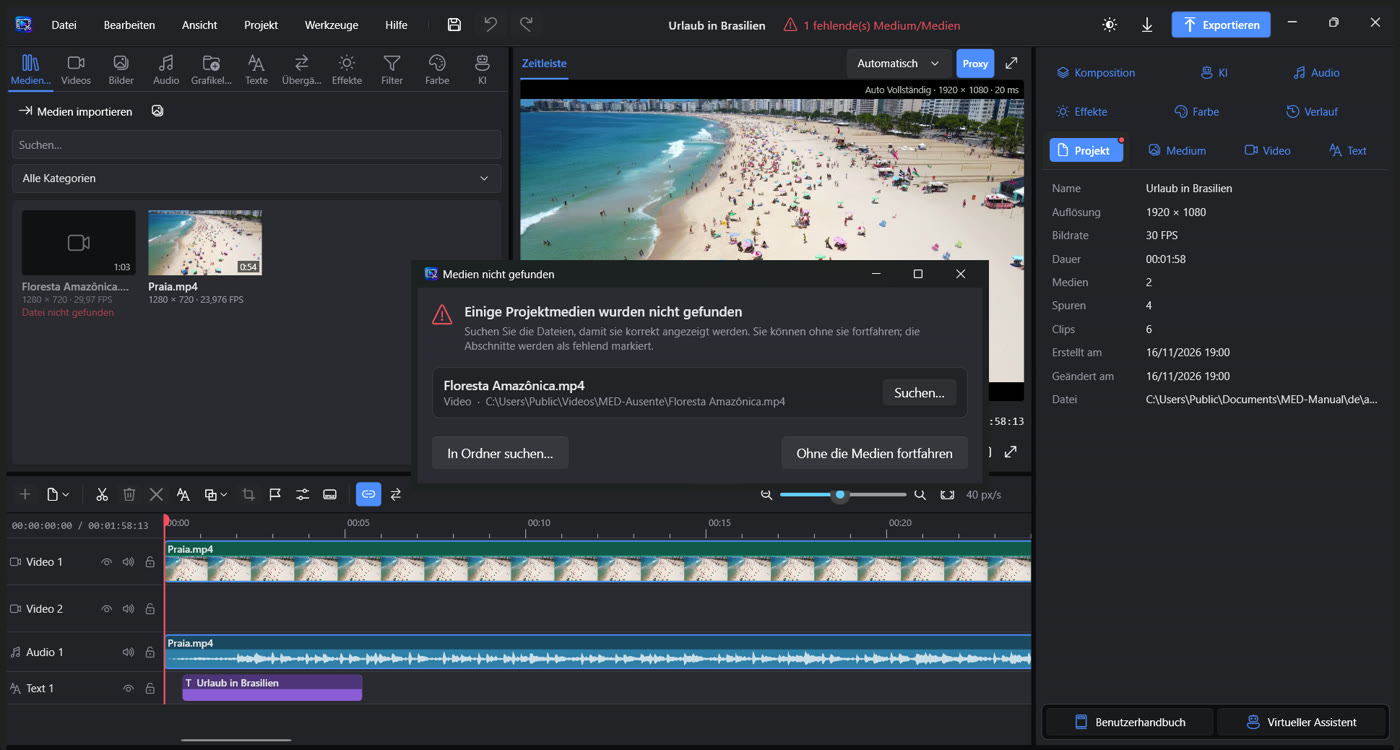 Datei Bearbeiten Ansicht Projekt Werkzeuge Hilfe
Urlaub in Brasilien
1 fehlende(s) Medium/Medien
Exportieren
Medien... Videos Bilder Audio Grafikel... Texte Übergä... Effekte Filter Farbe KI
Medien importieren
Suchen...
Alle Kategorien
1:03
Floresta Amazônica....
1280 × 720 · 29,97 FPS
Datei nicht gefunden
0:54
Praia.mp4
1280 × 720 · 23,976 FPS
Zeitleiste
Automatisch
Proxy
Auto Vollständig · 1920 × 1080 · 20 ms
:58:13
Medien nicht gefunden
Einige Projektmedien wurden nicht gefunden
Suchen Sie die Dateien, damit sie korrekt angezeigt werden. Sie können ohne sie fortfahren; die
Abschnitte werden als fehlend markiert.
Floresta Amazônica.mp4
Video · C:\Users\Public\Videos\MED-Ausente\Floresta Amazônica.mp4
Suchen...
In Ordner suchen...
Ohne die Medien fortfahren
Komposition KI Audio
Effekte Farbe Verlauf
Projekt Medium Video Text
Name Urlaub in Brasilien
Auflösung 1920 × 1080
Bildrate 30 FPS
Dauer 00:01:58
Medien 2
Spuren 4
Clips 6
Erstellt am 16/11/2026 19:00
Geändert am 16/11/2026 19:00
Datei C:\Users\Public\Documents\MED-Manual\de\a...
40 px/s
00:00:00:00 / 00:01:58:13
00:00 00:05 00:10 00:15 00:20
Video 1
Praia.mp4
Video 2
Audio 1
Praia.mp4
Text 1
T Urlaub in Brasilien
Benutzerhandbuch
Virtueller Assistent